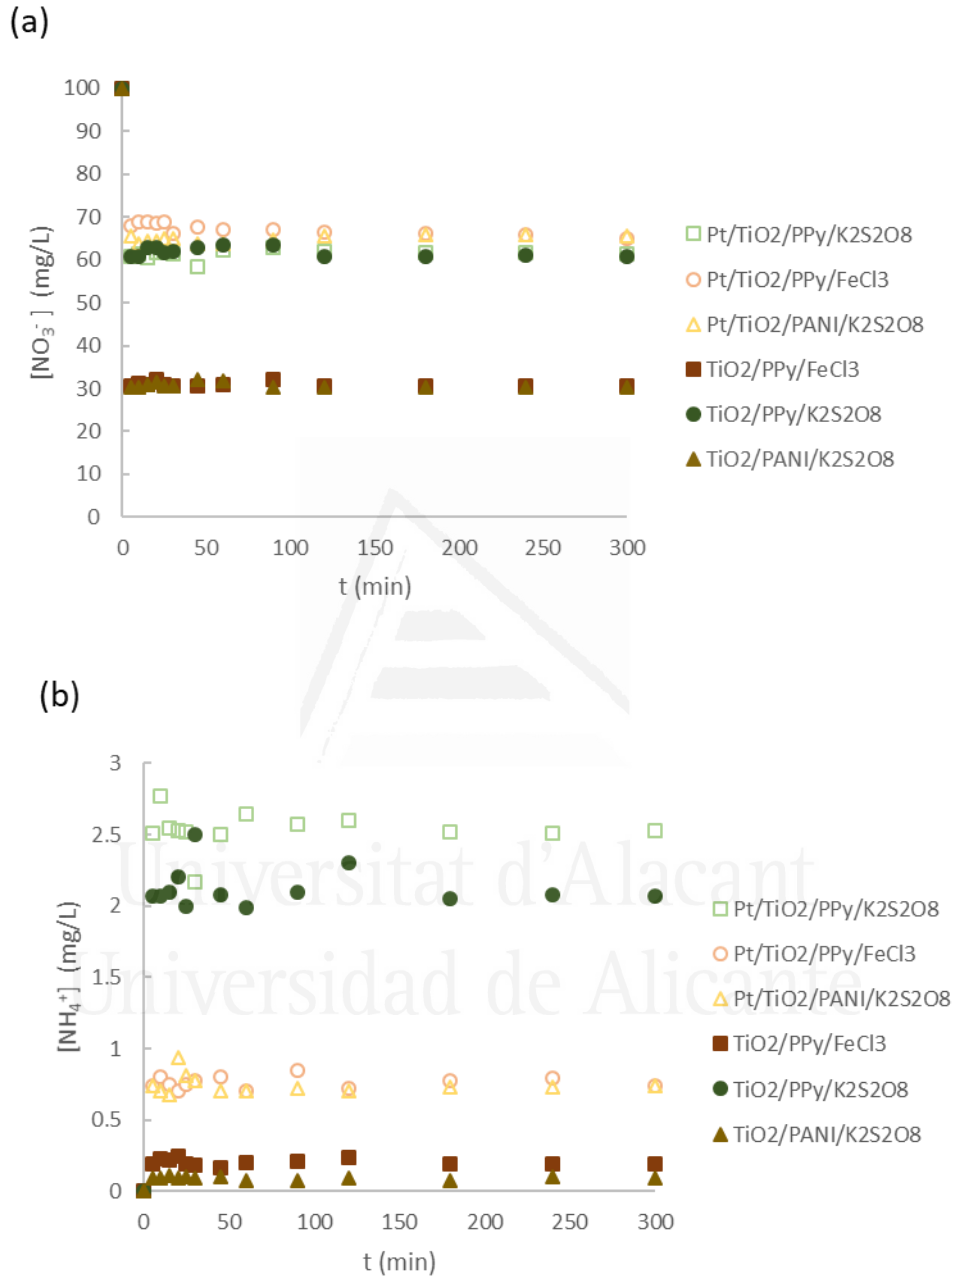 (a)
100
90
80
70
60
50
40
30
20
10
0
[NO₃⁻] (mg/L)
0 50 100 150 200 250 300
t (min)
Pt/TiO2/PPy/K2S2O8
Pt/TiO2/PPy/FeCl3
Pt/TiO2/PANI/K2S2O8
TiO2/PPy/FeCl3
TiO2/PPy/K2S2O8
TiO2/PANI/K2S2O8
(b)
3
2.5
2
1.5
1
0.5
0
[NH₄⁺] (mg/L)
0 50 100 150 200 250 300
t (min)
Pt/TiO2/PPy/K2S2O8
Pt/TiO2/PPy/FeCl3
Pt/TiO2/PANI/K2S2O8
TiO2/PPy/FeCl3
TiO2/PPy/K2S2O8
TiO2/PANI/K2S2O8
Universitat d'Alacant
Universidad de Alicante